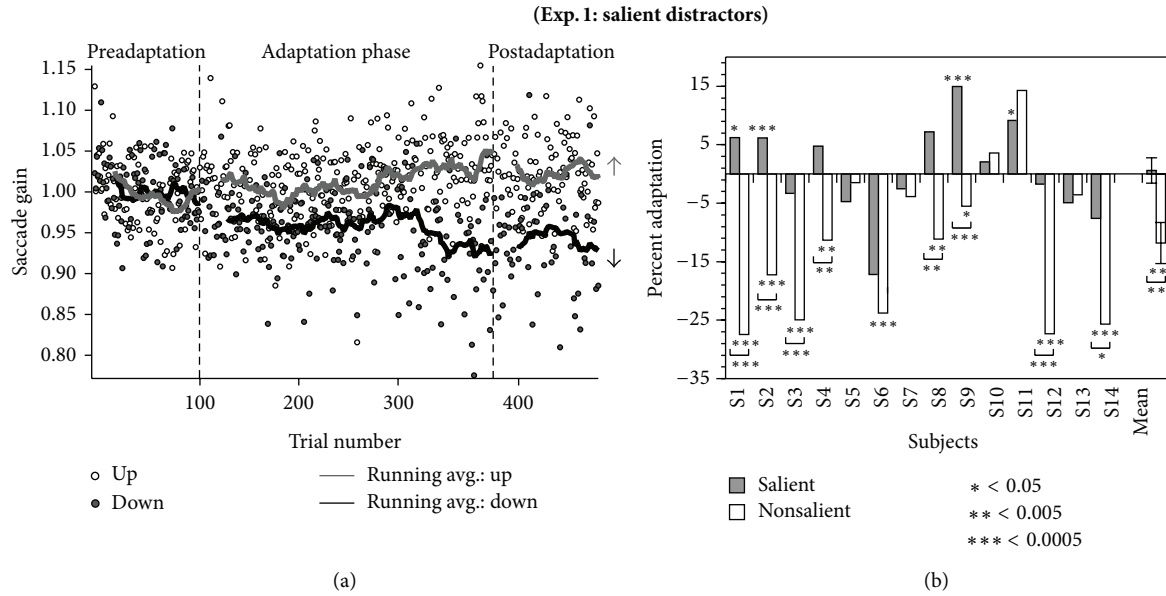 (Exp. 1: salient distractors)
Preadaptation Adaptation phase Postadaptation
Saccade gain
1.15
1.10
1.05
1.00
0.95
0.90
0.85
0.80
100 200 300 400
Trial number
Up
Down
Running avg.: up
Running avg.: down
(a)
Percent adaptation
15
5
−5
−15
−25
−35
* *** *** *
*** *** *** *** *** *** ** ** *** ** ** * *** *** *** *** * ** **
S1 S2 S3 S4 S5 S6 S7 S8 S9 S10 S11 S12 S13 S14 Mean
Subjects
Salient
Nonsalient
* < 0.05
** < 0.005
*** < 0.0005
(b)